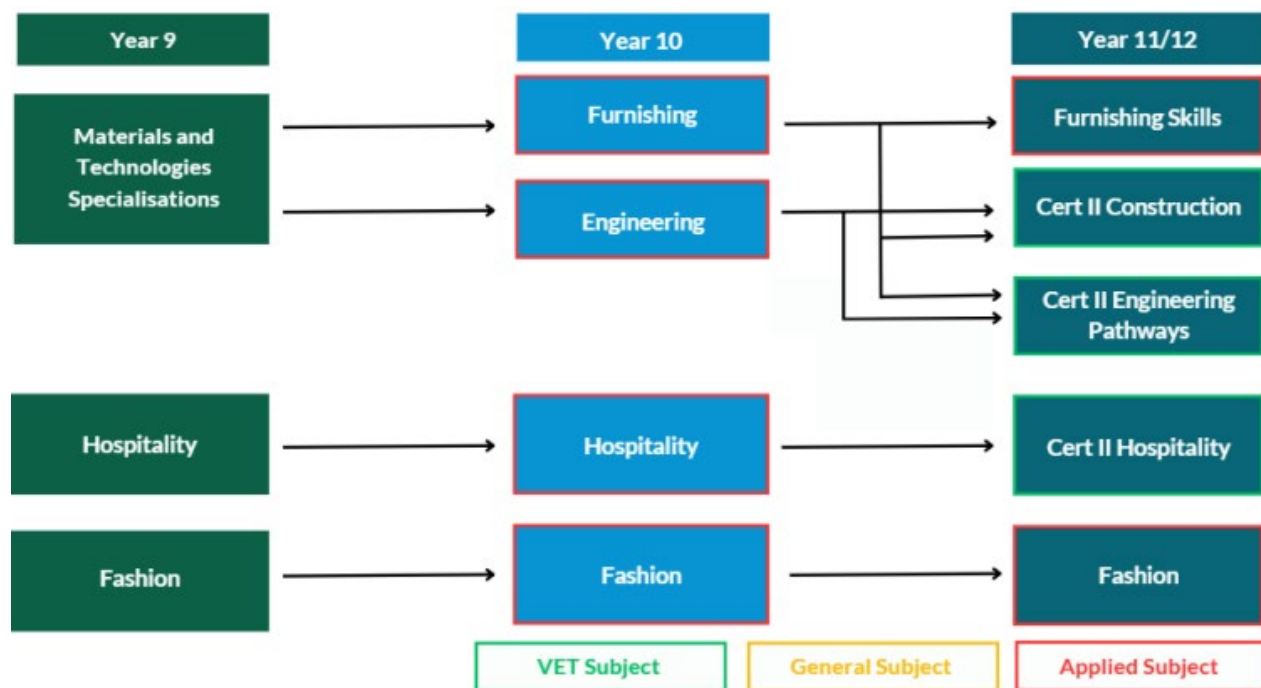 Year 9
Year 10
Year 11/12
Materials and
Technologies
Specialisations
Furnishing
Furnishing Skills
Engineering
Cert II Construction
Cert II Engineering
Pathways
Hospitality
Hospitality
Cert II Hospitality
Fashion
Fashion
Fashion
VET Subject
General Subject
Applied Subject